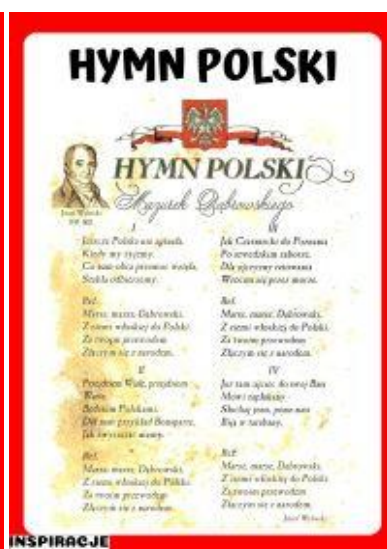 HYMN POLSKI
HYMN POLSKI
Mazurek Dąbrowskiego
Józef Wybicki
I
Jeszcze Polska nie zginęła,
Kiedy my żyjemy.
Co nam obca przemoc wzięła,
Szablą odbierzemy.
Ref.
Marsz, marsz, Dąbrowski,
Z ziemi włoskiej do Polski.
Za twoim przewodem
Złączym się z narodem.
II
Przejdziem Wisłę, przejdziem
Wartę,
Będziem Polakami.
Dał nam przykład Bonaparte,
Jak zwyciężać mamy.
Ref.
Marsz, marsz, Dąbrowski,
Z ziemi włoskiej do Polski.
Za twoim przewodem
Złączym się z narodem.
III
Jak Czarniecki do Poznania
Po szwedzkim zaborze,
Dla ojczyzny ratowania
Wrócim się przez morze.
Ref.
Marsz, marsz, Dąbrowski,
Z ziemi włoskiej do Polski.
Za twoim przewodem
Złączym się z narodem.
IV
Już tam ojciec do swej Basi
Mówi zapłakany
Słuchaj jeno, pono nasi
Biją w tarabany.
Ref.
Marsz, marsz, Dąbrowski,
Z ziemi włoskiej do Polski.
Za twoim przewodem
Złączym się z narodem.
Józef Wybicki
INSPIRACJE